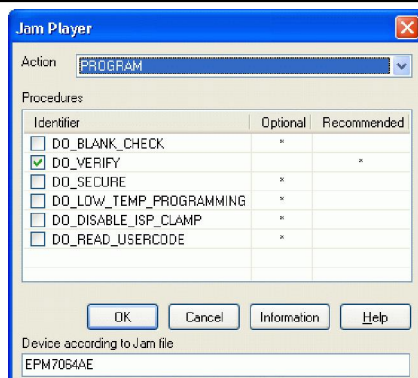 Jam Player
Action PROGRAM
Procedures
Identifier Optional Recommended
DO_BLANK_CHECK *
DO_VERIFY *
DO_SECURE *
DO_LOW_TEMP_PROGRAMMING *
DO_DISABLE_ISP_CLAMP *
DO_READ_USERCODE *
OK Cancel Information Help
Device according to Jam file
EPM7064AE